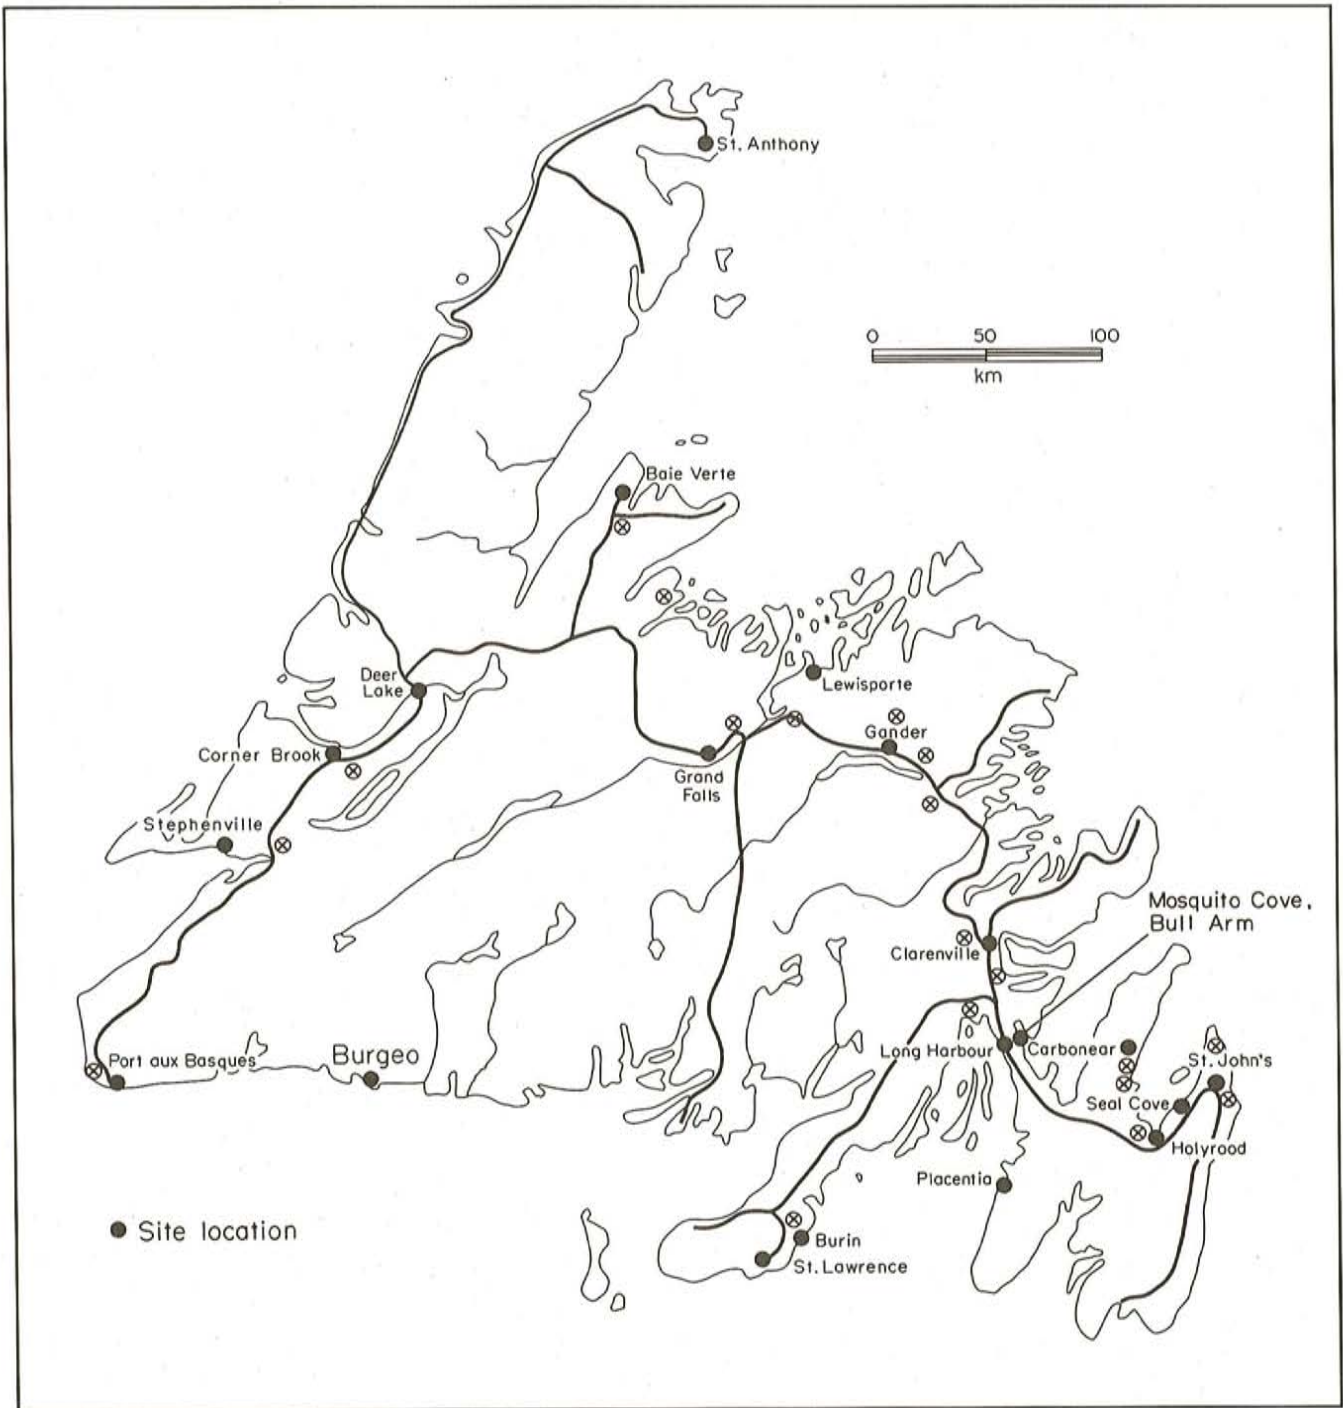 St. Anthony
0 50 100
km
Baie Verte
Deer
Lake
Lewisporte
Gander
Corner Brook
Grand
Falls
Stephenville
Mosquito Cove,
Bull Arm
Clarenville
Port aux Basques
Burgeo
Long Harbour
Carbonear
St. John's
Seal Cove
Holyrood
Placentia
Site location
Burin
St. Lawrence